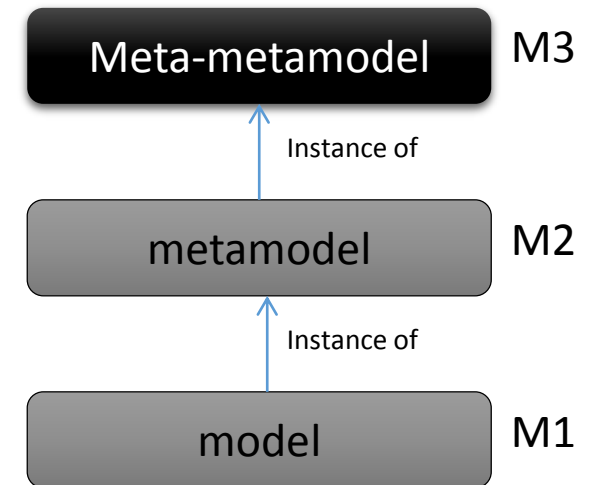 Meta-metamodel M3
Instance of
metamodel M2
Instance of
model M1